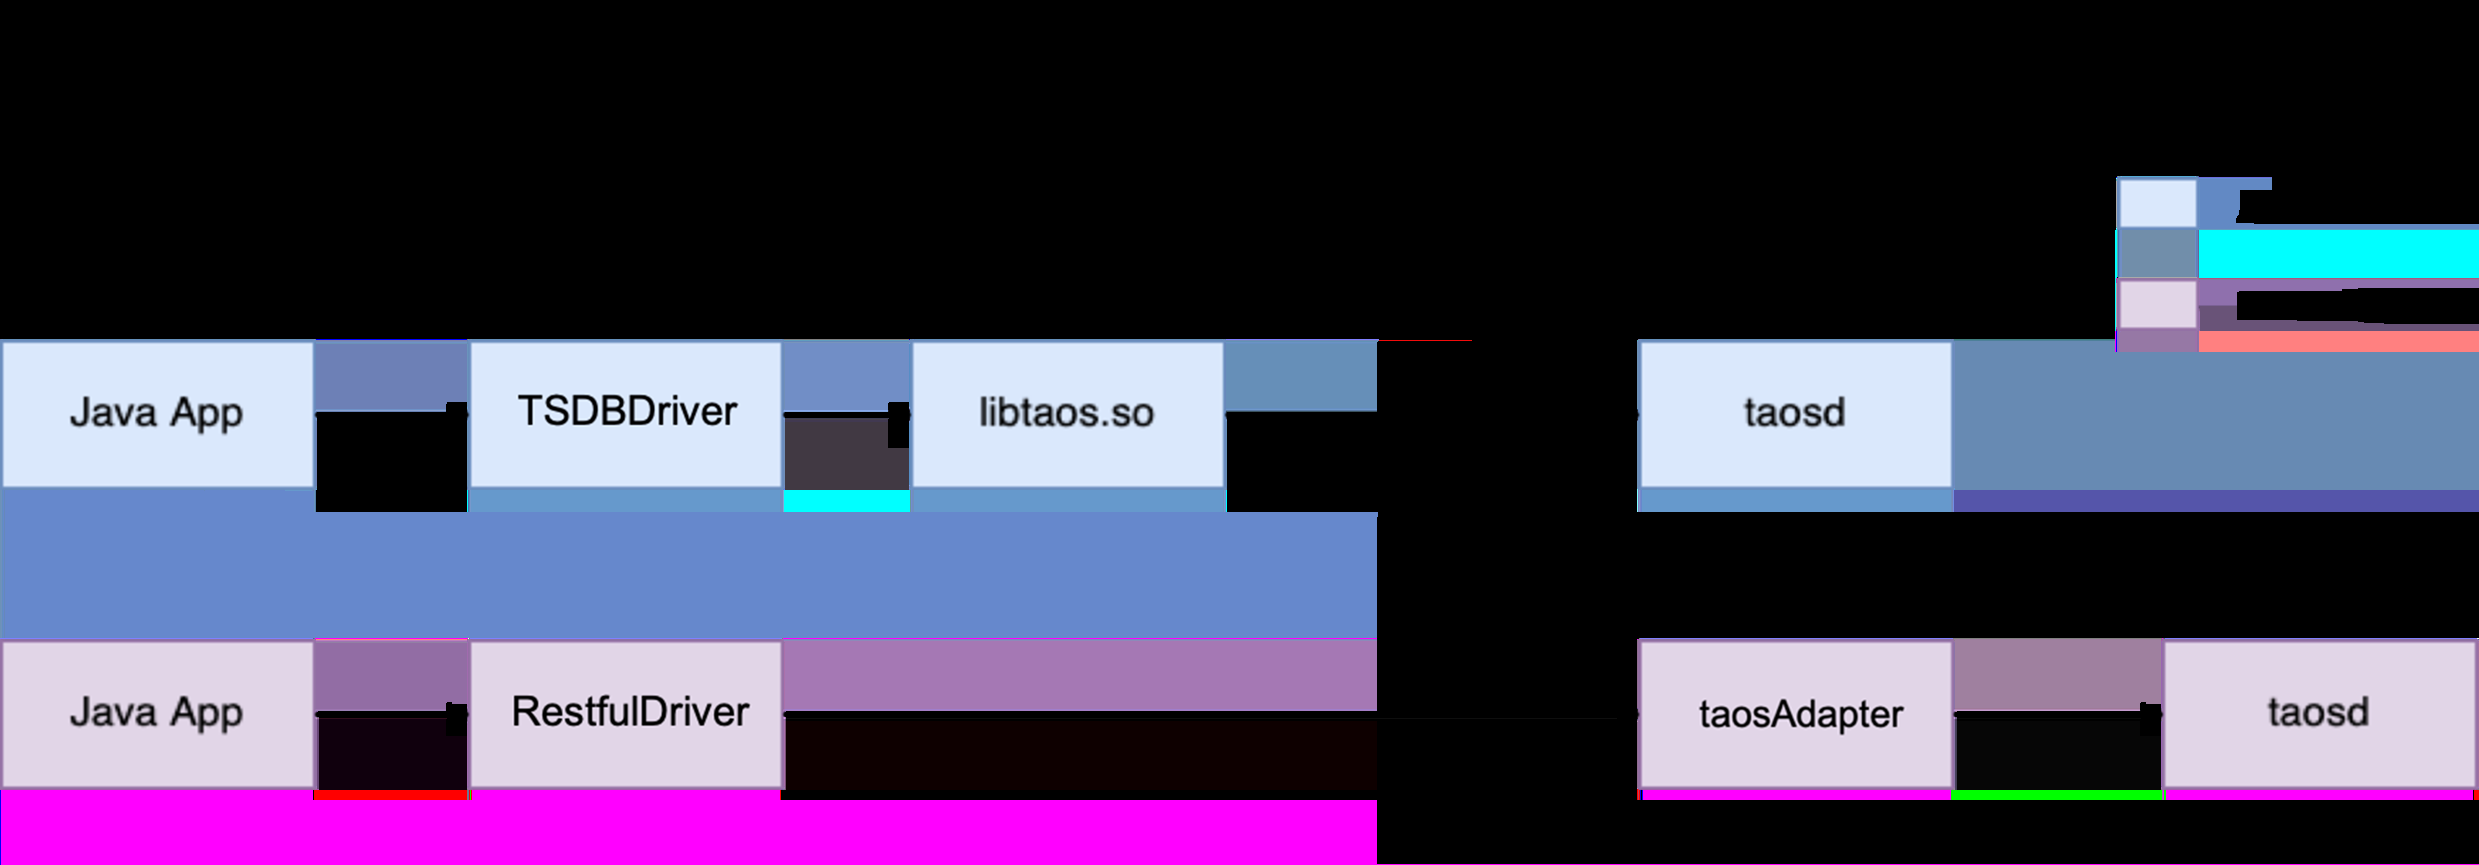 Java App
TSDBDriver
libtaos.so
taosd
Java App
RestfulDriver
taosAdapter
taosd